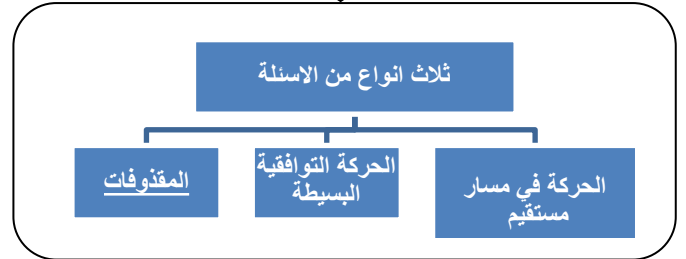 ثلاث انواع من الاسئلة
الحركة في مسار
مستقيم
الحركة التوافقية
البسيطة
المقذوفات